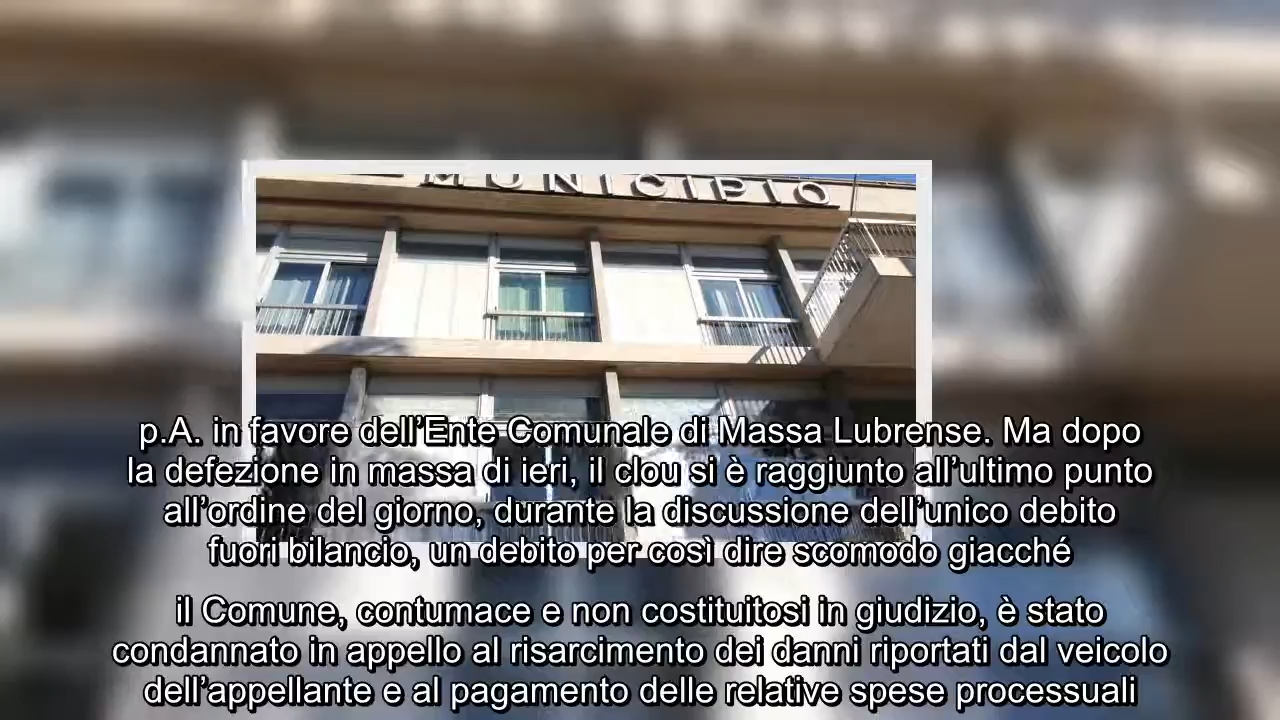 MUNICIPIO
p.A. in favore dell'Ente Comunale di Massa Lubrense. Ma dopo
la defezione in massa di ieri, il clou si è raggiunto all'ultimo punto
all'ordine del giorno, durante la discussione dell'unico debito
fuori bilancio, un debito per così dire scomodo giacché
il Comune, contumace e non costituitosi in giudizio, è stato
condannato in appello al risarcimento dei danni riportati dal veicolo
dell'appellante e al pagamento delle relative spese processuali